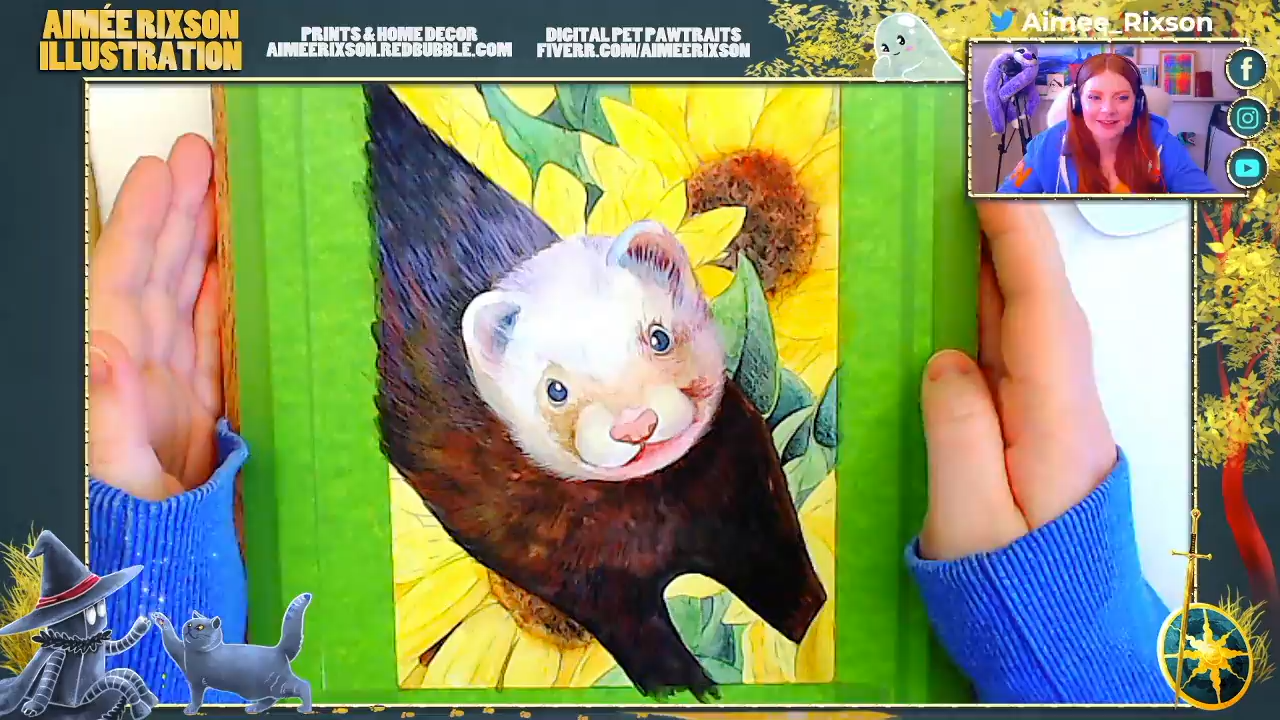 AIMÉE RIXSON
ILLUSTRATION
PRINTS & HOME DECOR
AIMEERIXSON.REDBUBBLE.COM
DIGITAL PET PAWTRAITS
FIVERR.COM/AIMEERIXSON
Aimee_Rixson
f